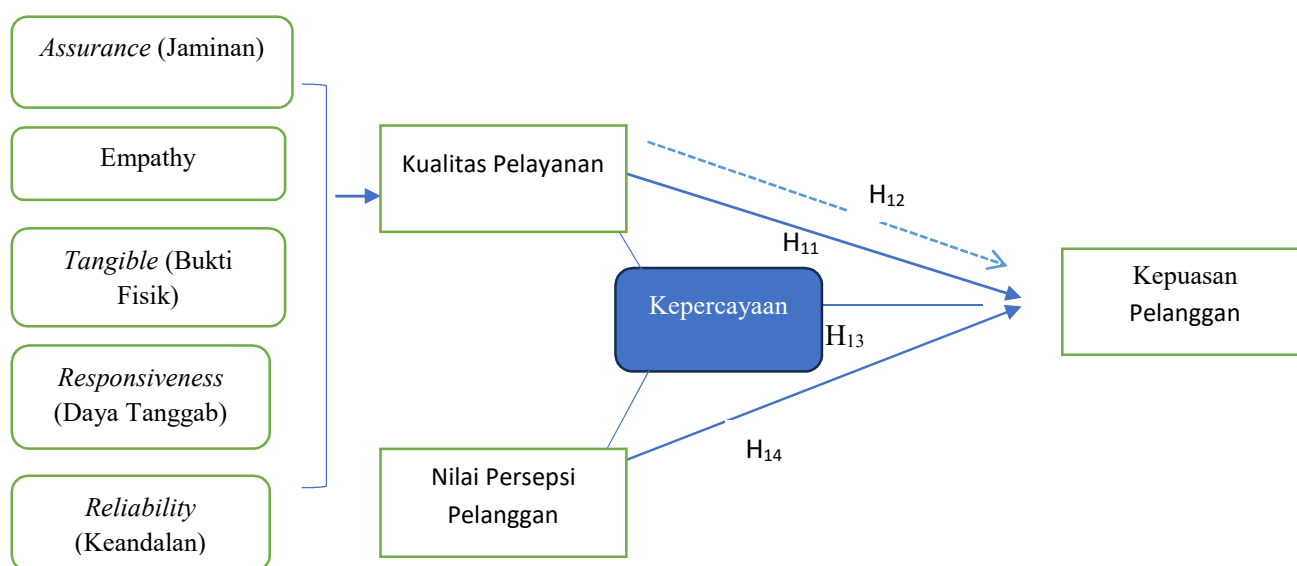 Assurance (Jaminan)
Empathy
Tangible (Bukti
Fisik)
Responsiveness
(Daya Tanggab)
Reliability
(Keandalan)
Kualitas Pelayanan
Nilai Persepsi
Pelanggan
Kepercayaan
H12
H11
H13
H14
Kepuasan
Pelanggan